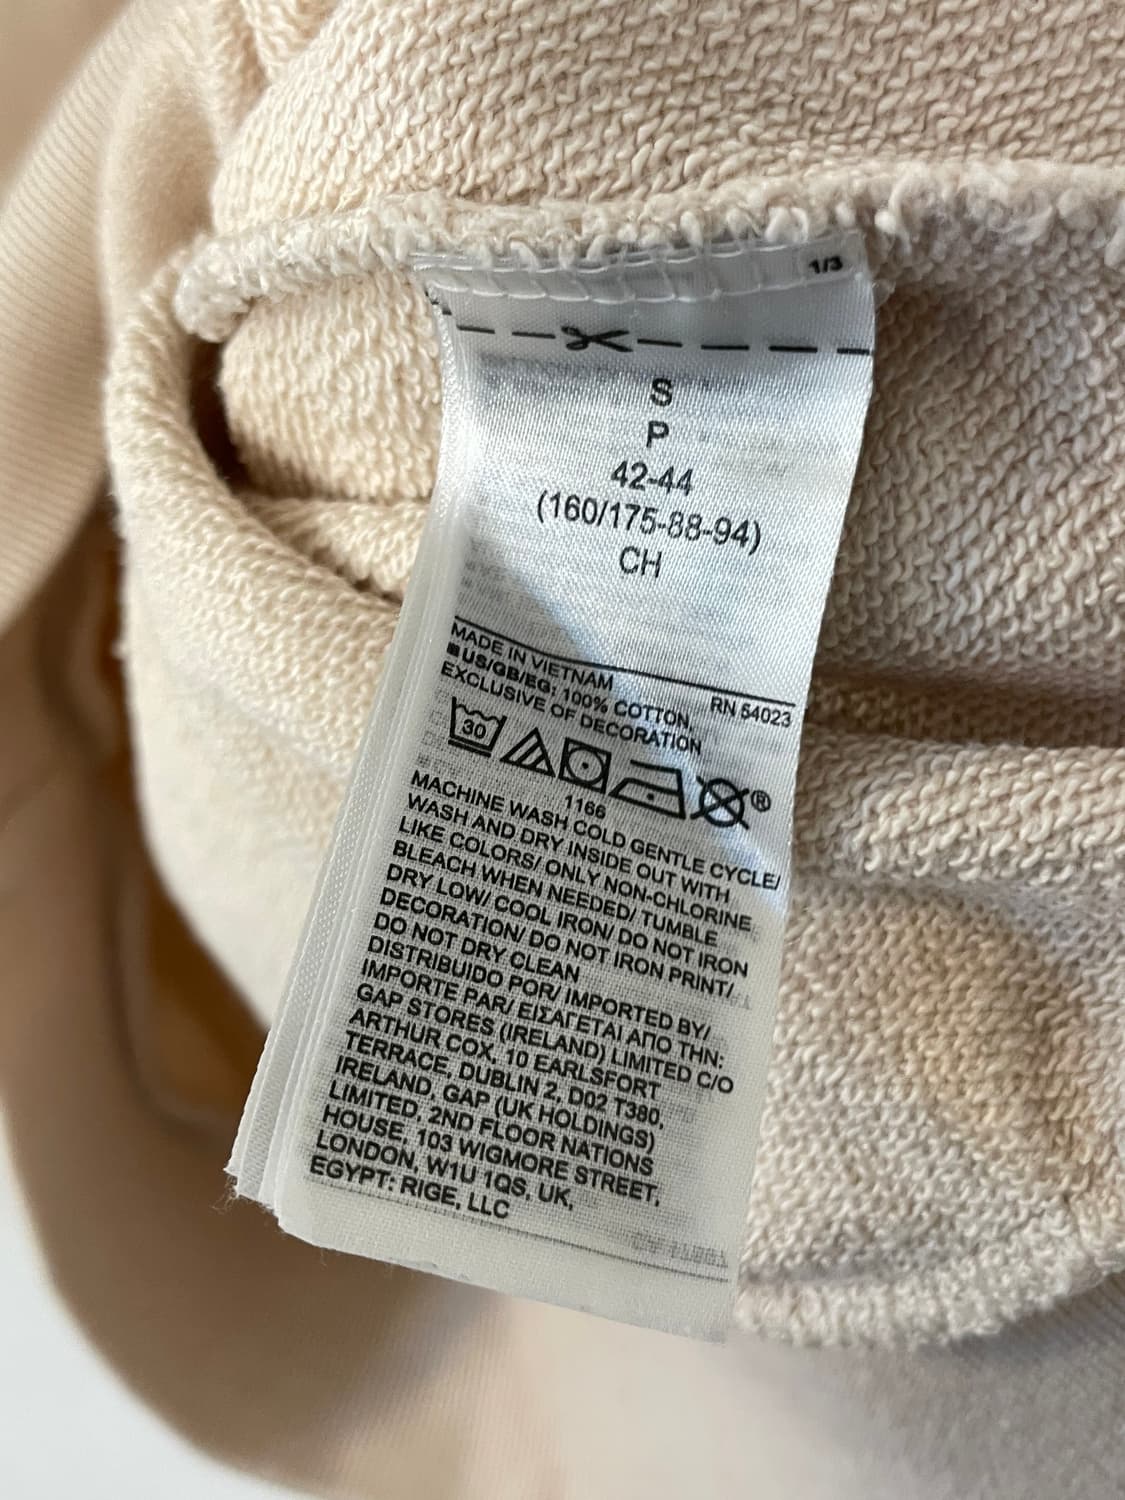 1/3
S
P
42-44
(160/175-88-94)
CH
MADE IN VIETNAM
RN 54023
US/GB/EG: 100% COTTON,
EXCLUSIVE OF DECORATION
30
®
1166
MACHINE WASH COLD GENTLE CYCLE/
WASH AND DRY INSIDE OUT WITH
LIKE COLORS/ ONLY NON-CHLORINE
BLEACH WHEN NEEDED/ TUMBLE
DRY LOW/ COOL IRON/ DO NOT IRON
DECORATION/ DO NOT IRON PRINT/
DO NOT DRY CLEAN
DISTRIBUIDO POR/ IMPORTED BY/
IMPORTE PAR/ ΕΙΣΑΓΕΤΑΙ ΑΠΟ ΤΗΝ:
GAP STORES (IRELAND) LIMITED C/O
ARTHUR COX, 10 EARLSFORT
TERRACE, DUBLIN 2, D02 T380,
IRELAND, GAP (UK HOLDINGS)
LIMITED, 2ND FLOOR NATIONS
HOUSE, 103 WIGMORE STREET,
LONDON, W1U 1QS, UK,
EGYPT: RIGE, LLC